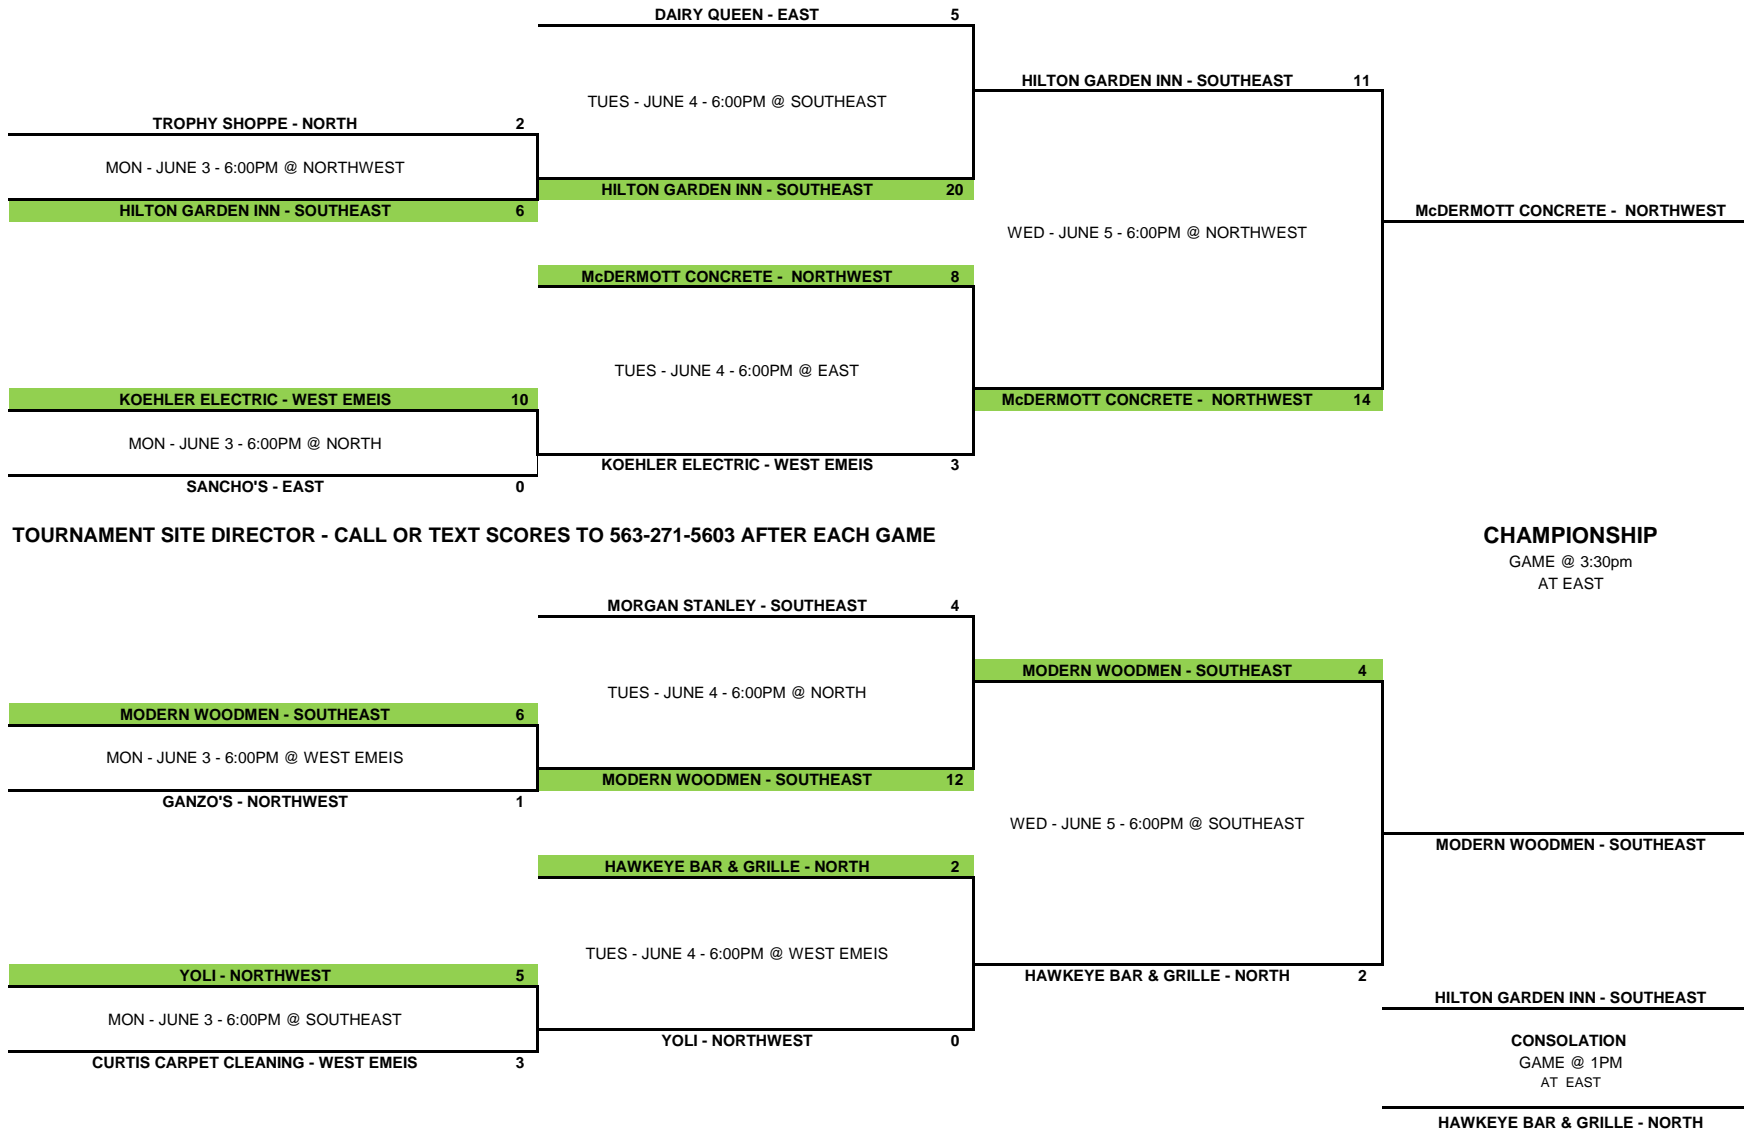 DAIRY QUEEN - EAST 5
HILTON GARDEN INN - SOUTHEAST 11
TUES - JUNE 4 - 6:00PM @ SOUTHEAST
TROPHY SHOPPE - NORTH 2
MON - JUNE 3 - 6:00PM @ NORTHWEST
HILTON GARDEN INN - SOUTHEAST 20
HILTON GARDEN INN - SOUTHEAST 6
McDERMOTT CONCRETE -  NORTHWEST
WED - JUNE 5 - 6:00PM @ NORTHWEST
McDERMOTT CONCRETE -  NORTHWEST 8
TUES - JUNE 4 - 6:00PM @ EAST
KOEHLER ELECTRIC - WEST EMEIS 10
McDERMOTT CONCRETE -  NORTHWEST 14
MON - JUNE 3 - 6:00PM @ NORTH
KOEHLER ELECTRIC - WEST EMEIS 3
SANCHO'S - EAST 0
TOURNAMENT SITE DIRECTOR - CALL OR TEXT SCORES TO 563-271-5603 AFTER EACH GAME
CHAMPIONSHIP
GAME @ 3:30pm
AT EAST
MORGAN STANLEY - SOUTHEAST 4
MODERN WOODMEN - SOUTHEAST 4
TUES - JUNE 4 - 6:00PM @ NORTH
MODERN WOODMEN - SOUTHEAST 6
MON - JUNE 3 - 6:00PM @ WEST EMEIS
MODERN WOODMEN - SOUTHEAST 12
GANZO'S - NORTHWEST 1
WED - JUNE 5 - 6:00PM @ SOUTHEAST
MODERN WOODMEN - SOUTHEAST
HAWKEYE BAR & GRILLE - NORTH 2
TUES - JUNE 4 - 6:00PM @ WEST EMEIS
YOLI - NORTHWEST 5
HAWKEYE BAR & GRILLE - NORTH 2
HILTON GARDEN INN - SOUTHEAST
MON - JUNE 3 - 6:00PM @ SOUTHEAST
YOLI - NORTHWEST 0
CONSOLATION
CURTIS CARPET CLEANING - WEST EMEIS 3
GAME @ 1PM
AT  EAST
HAWKEYE BAR & GRILLE - NORTH